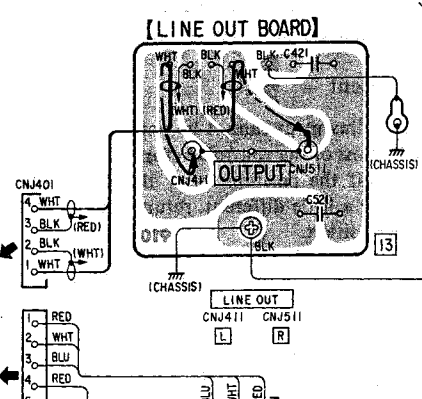 [LINE OUT BOARD]
WHT
BLK
BLK
C421
BLK
WHT
(WHT)
(RED)
CNJ411
OUTPUT
CNJ511
(CHASSIS)
CNJ401
4 WHT
3 BLK
(RED)
2 BLK
(WHT)
1 WHT
C521
BLK
13
(CHASSIS)
LINE OUT
CNJ411 CNJ511
L R
1 RED
2 WHT
3 BLU
4 RED
BLU
WHT
RED